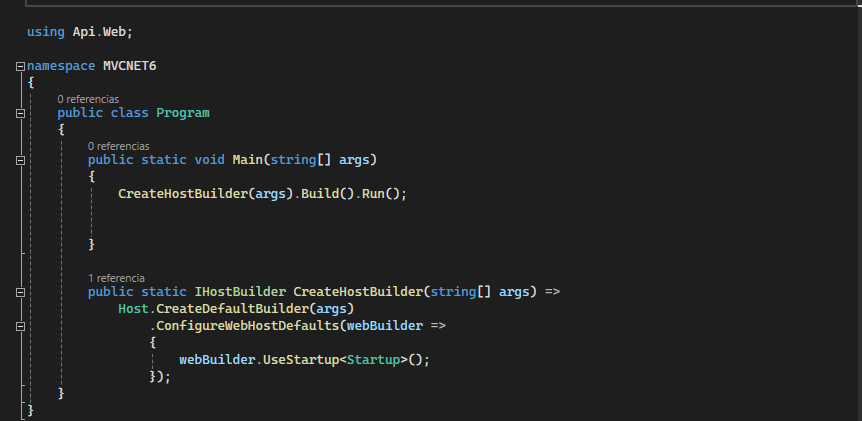 using Api.Web;
namespace MVCNET6
{
0 referencias
public class Program
{
0 referencias
public static void Main(string[] args)
{
CreateHostBuilder(args).Build().Run();
}
1 referencia
public static IHostBuilder CreateHostBuilder(string[] args) =>
Host.CreateDefaultBuilder(args)
.ConfigureWebHostDefaults(webBuilder =>
{
webBuilder.UseStartup<Startup>();
});
}
}